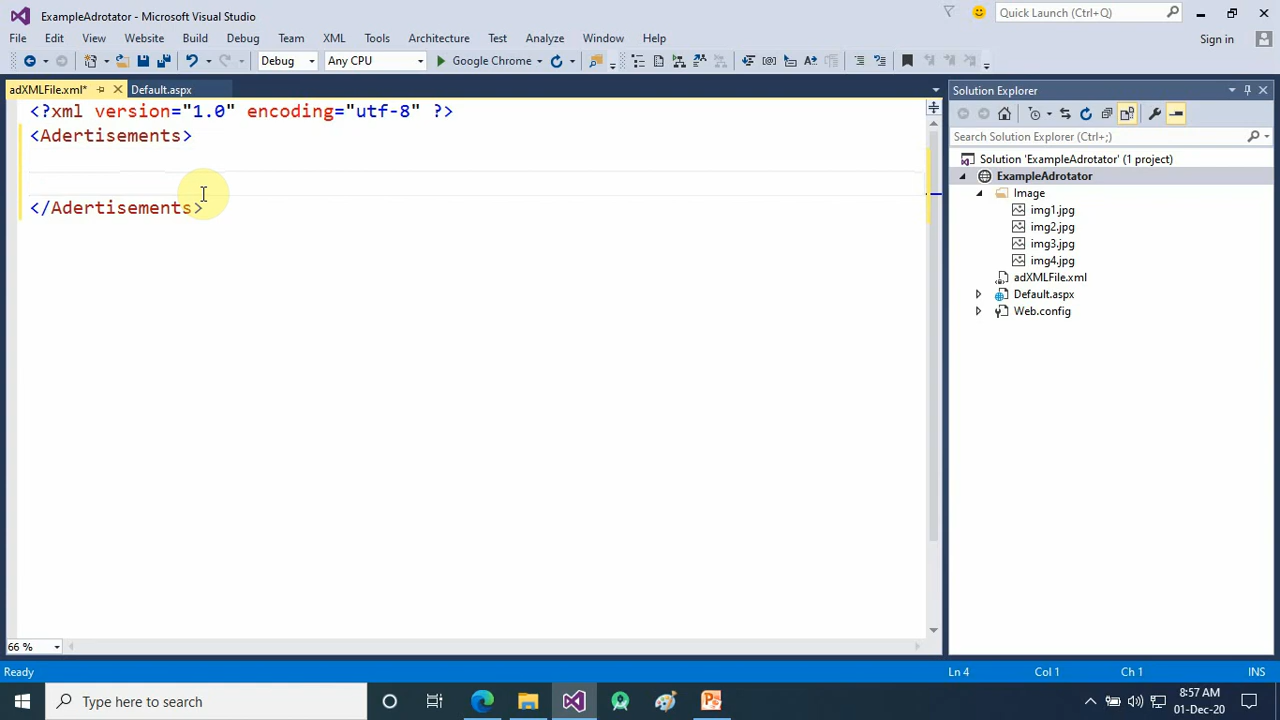 ExampleAdrotator - Microsoft Visual Studio
Quick Launch (Ctrl+Q)
File Edit View Website Build Debug Team XML Tools Architecture Test Analyze Window Help
Sign in
Debug Any CPU Google Chrome
adXMLFile.xml* Default.aspx
<?xml version="1.0" encoding="utf-8" ?>
<Adertisements>
</Adertisements>
Solution Explorer
Search Solution Explorer (Ctrl+;)
Solution 'ExampleAdrotator' (1 project)
ExampleAdrotator
Image
img1.jpg
img2.jpg
img3.jpg
img4.jpg
adXMLFile.xml
Default.aspx
Web.config
66 %
Ready Ln 4 Col 1 Ch 1 INS
Type here to search
8:57 AM
01-Dec-20